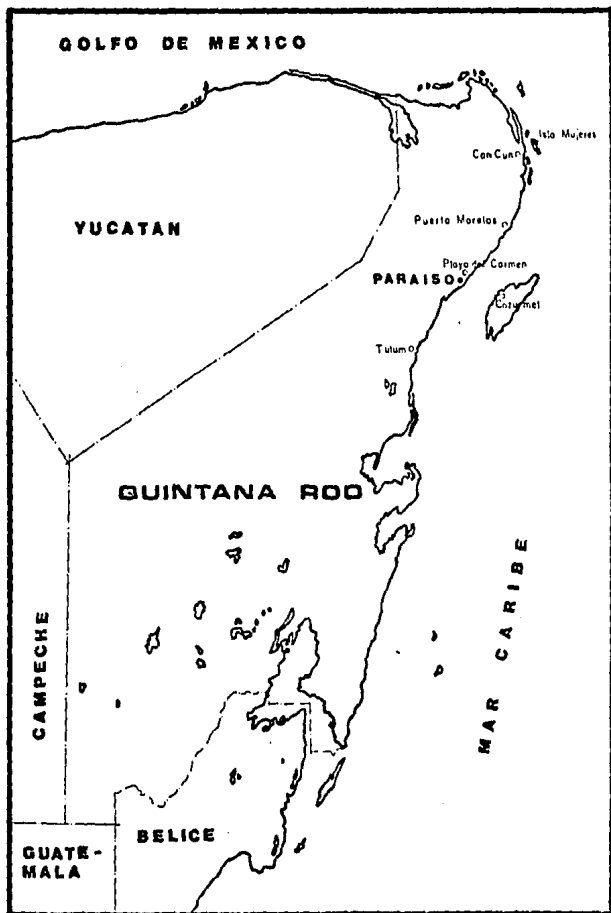 GOLFO DE MEXICO
Isla Mujeres
CanCun
YUCATAN
Puerto Morelos
Playa del Carmen
PARAISO
Cozumel
Tulum
QUINTANA ROO
MAR CARIBE
CAMPECHE
BELICE
GUATE-
MALA